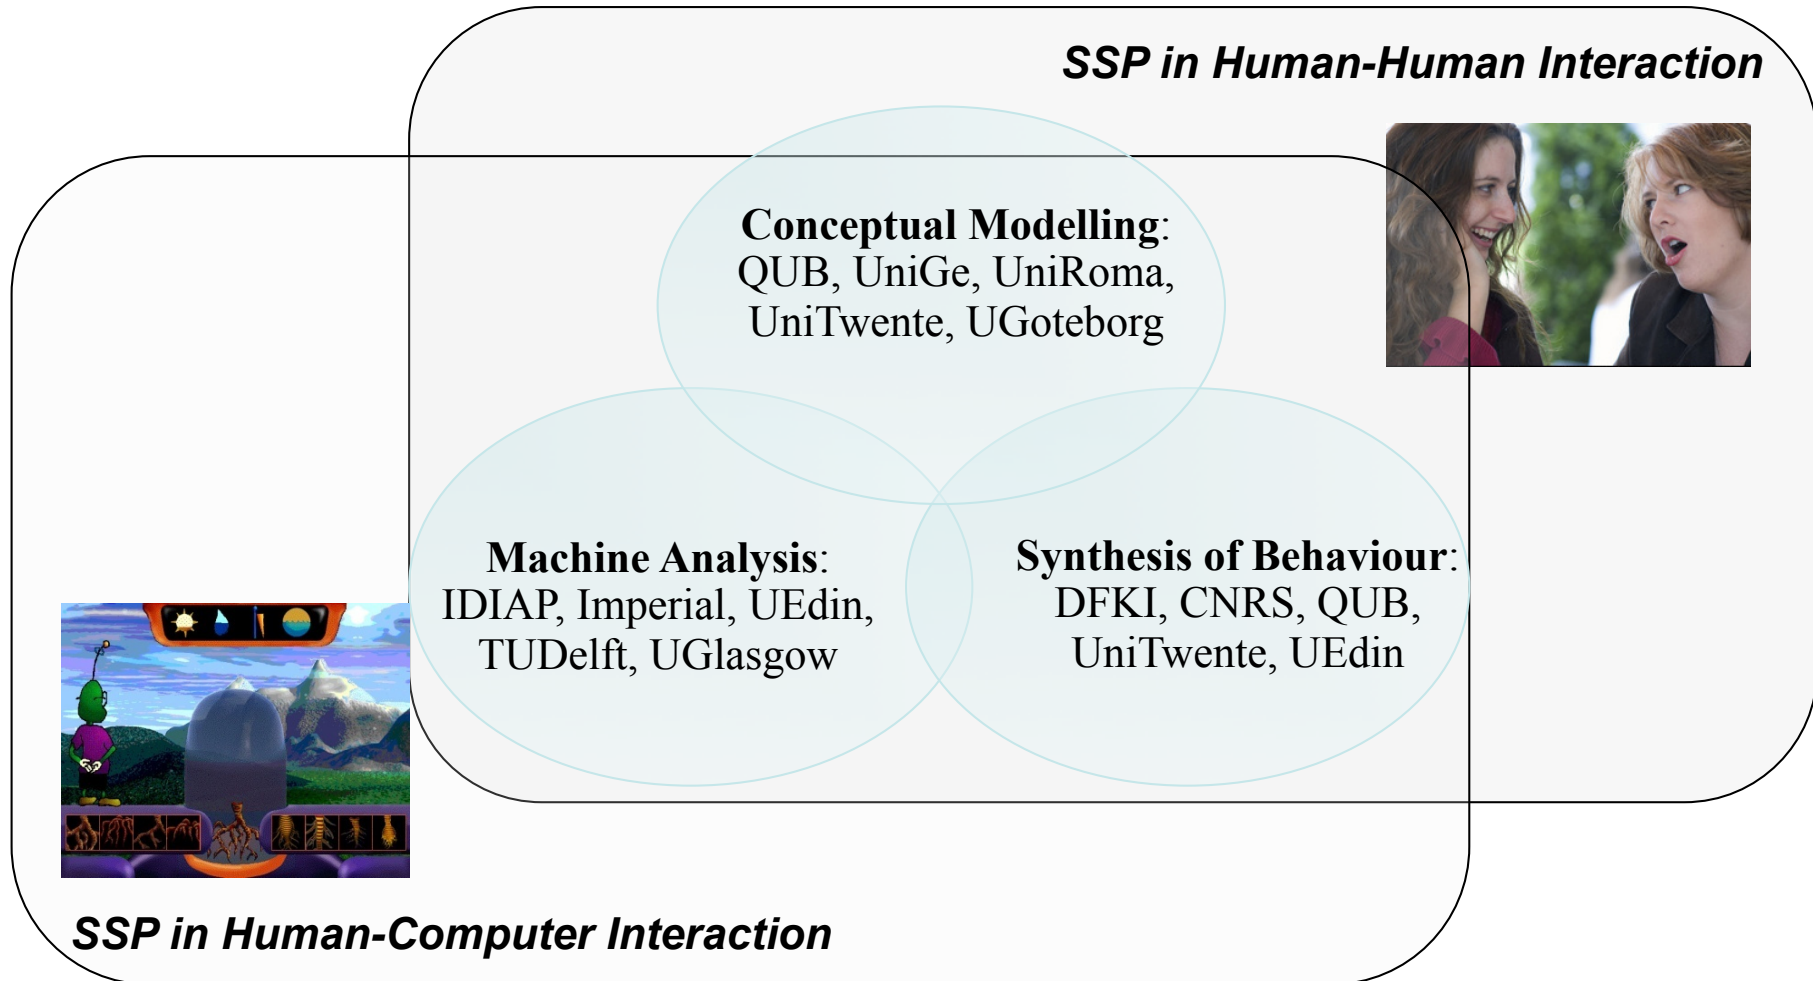 SSP in Human-Human Interaction
Conceptual Modelling:
QUB, UniGe, UniRoma,
UniTwente, UGoteborg
Machine Analysis:
IDIAP, Imperial, UEdin,
TUDelft, UGlasgow
Synthesis of Behaviour:
DFKI, CNRS, QUB,
UniTwente, UEdin
SSP in Human-Computer Interaction